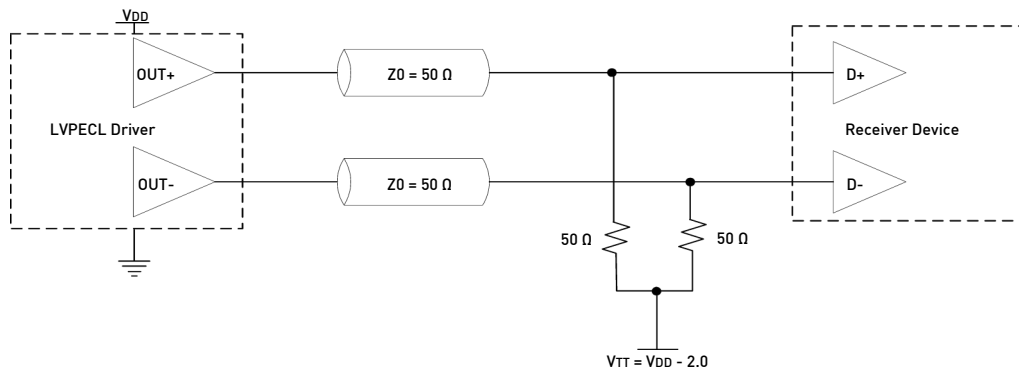 VDD
OUT+
Z0 = 50 Ω
D+
LVPECL Driver
Receiver Device
OUT-
Z0 = 50 Ω
D-
50 Ω
50 Ω
VTT = VDD - 2.0